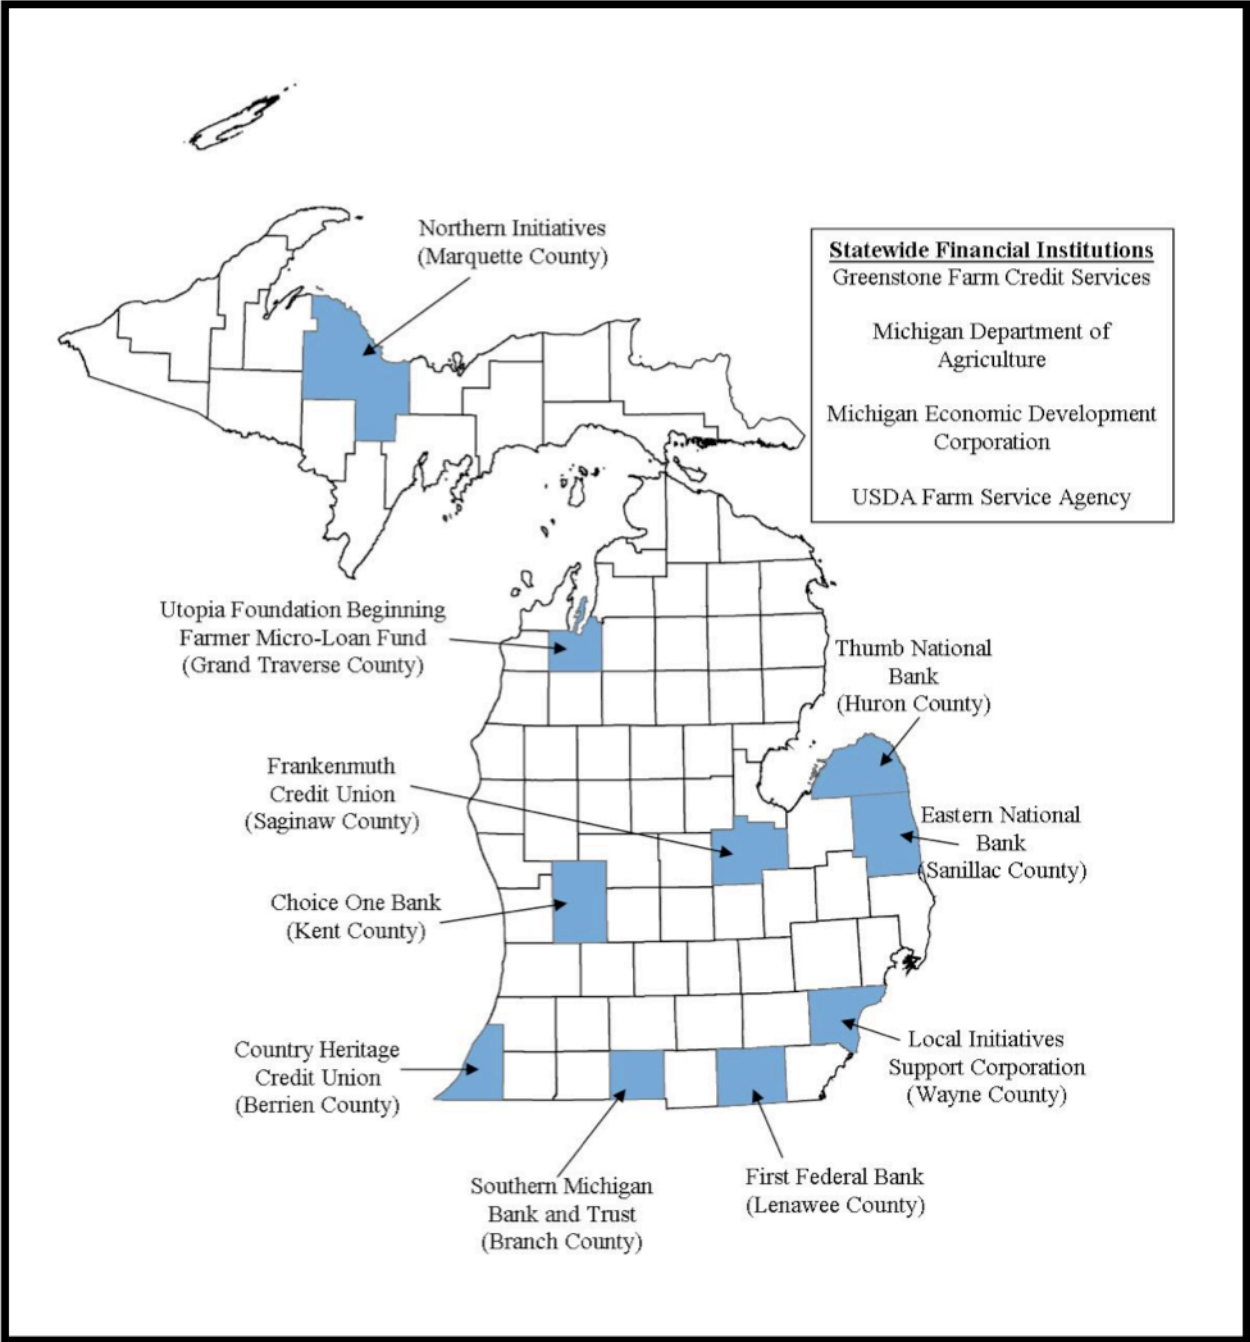 Northern Initiatives
(Marquette County)
Statewide Financial Institutions
Greenstone Farm Credit Services
Michigan Department of
Agriculture
Michigan Economic Development
Corporation
USDA Farm Service Agency
Utopia Foundation Beginning
Farmer Micro-Loan Fund
(Grand Traverse County)
Thumb National
Bank
(Huron County)
Frankenmuth
Credit Union
(Saginaw County)
Eastern National
Bank
(Sanillac County)
Choice One Bank
(Kent County)
Country Heritage
Credit Union
(Berrien County)
Local Initiatives
Support Corporation
(Wayne County)
Southern Michigan
Bank and Trust
(Branch County)
First Federal Bank
(Lenawee County)